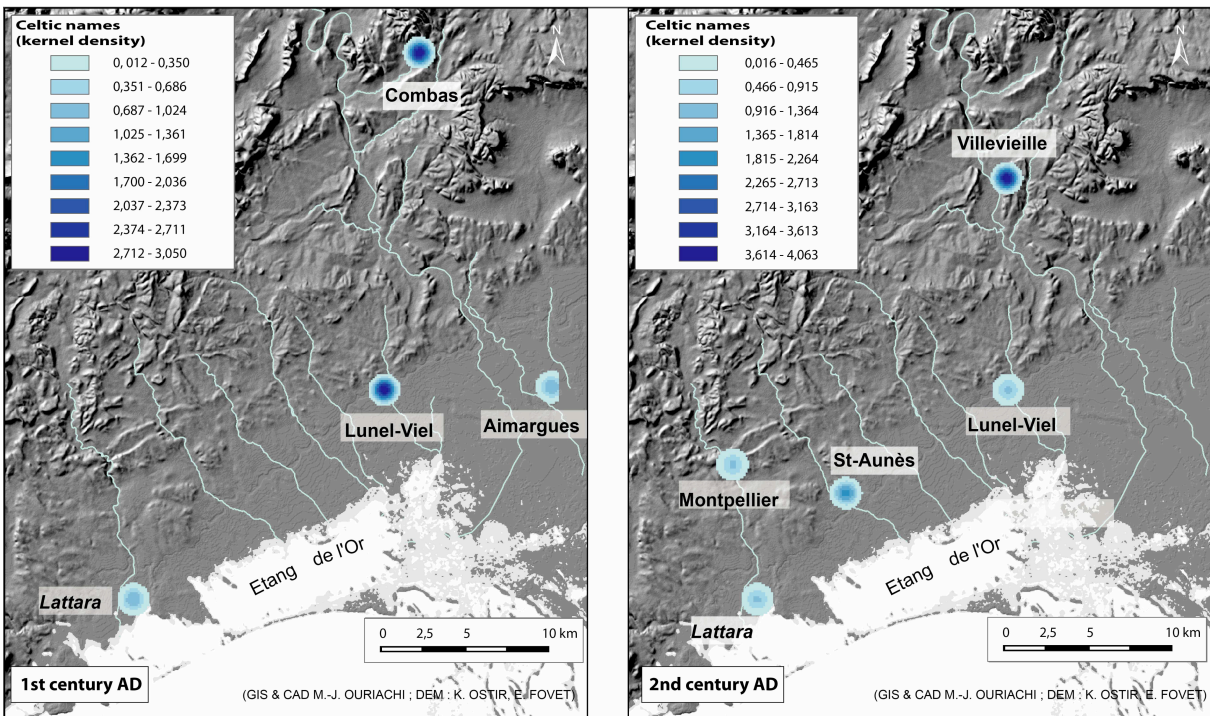 Celtic names
(kernel density)
0,012 - 0,350
0,351 - 0,686
0,687 - 1,024
1,025 - 1,361
1,362 - 1,699
1,700 - 2,036
2,037 - 2,373
2,374 - 2,711
2,712 - 3,050
N
Combas
Lunel-Viel
Aimargues
Etang de l'Or
Lattara
0 2,5 5 10 km
1st century AD
(GIS & CAD M.-J. OURIACHI ; DEM : K. OSTIR, E. FOVET)
Celtic names
(kernel density)
0,016 - 0,465
0,466 - 0,915
0,916 - 1,364
1,365 - 1,814
1,815 - 2,264
2,265 - 2,713
2,714 - 3,163
3,164 - 3,613
3,614 - 4,063
N
Villevieille
Lunel-Viel
St-Aunès
Montpellier
Etang de l'Or
Lattara
0 2,5 5 10 km
2nd century AD
(GIS & CAD M.-J. OURIACHI ; DEM : K. OSTIR, E. FOVET)